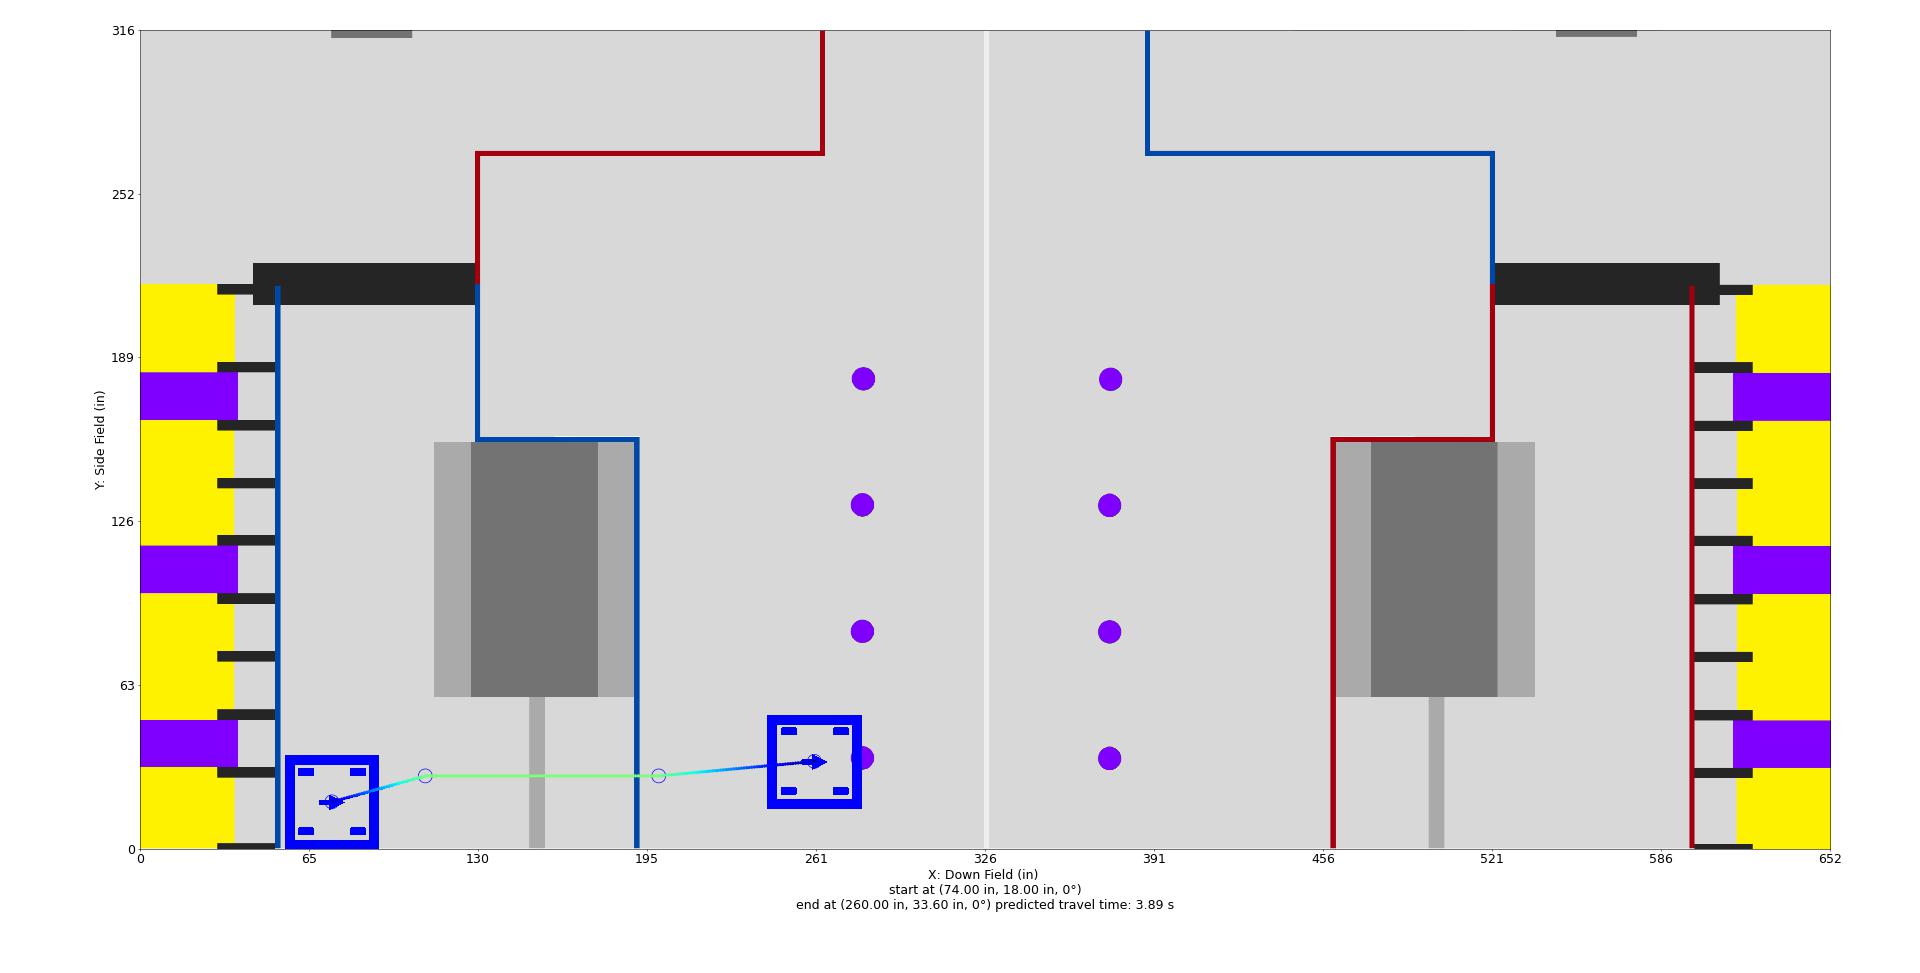 316
252
189
126
63
0
Y: Side Field (in)
0 65 130 195 261 326 391 456 521 586 652
X: Down Field (in)
start at (74.00 in, 18.00 in, 0°)
end at (260.00 in, 33.60 in, 0°) predicted travel time: 3.89 s